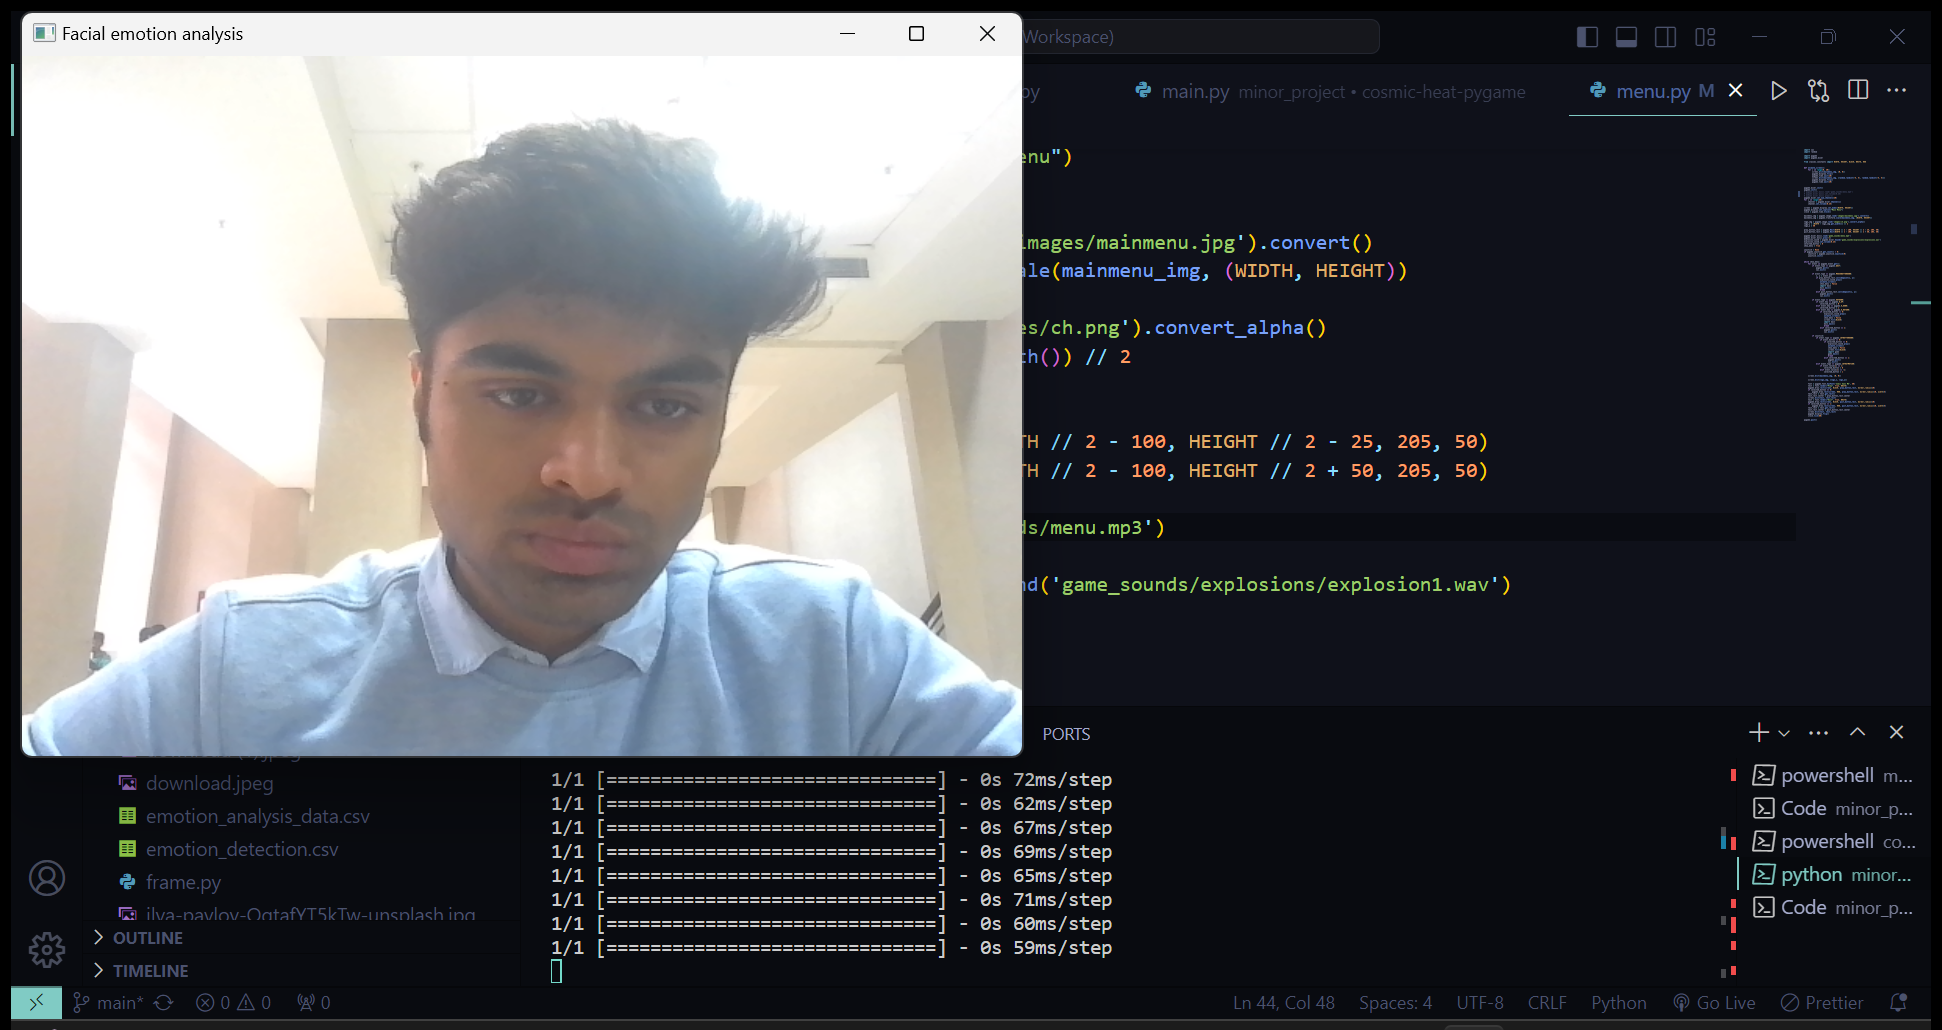 Facial emotion analysis
Workspace)
py
main.py minor_project • cosmic-heat-pygame
menu.py M
enu")
images/mainmenu.jpg').convert()
ale(mainmenu_img, (WIDTH, HEIGHT))
es/ch.png').convert_alpha()
th()) // 2
TH // 2 - 100, HEIGHT // 2 - 25, 205, 50)
TH // 2 - 100, HEIGHT // 2 + 50, 205, 50)
ds/menu.mp3')
nd('game_sounds/explosions/explosion1.wav')
PORTS
download.jpeg
emotion_analysis_data.csv
emotion_detection.csv
frame.py
OUTLINE
TIMELINE
1/1 [==============================] - 0s 72ms/step
1/1 [==============================] - 0s 62ms/step
1/1 [==============================] - 0s 67ms/step
1/1 [==============================] - 0s 69ms/step
1/1 [==============================] - 0s 65ms/step
1/1 [==============================] - 0s 71ms/step
1/1 [==============================] - 0s 60ms/step
1/1 [==============================] - 0s 59ms/step
powershell m...
Code minor_p...
powershell co...
python minor...
Code minor_p...
main* 0 0 0
Ln 44, Col 48 Spaces: 4 UTF-8 CRLF Python Go Live Prettier